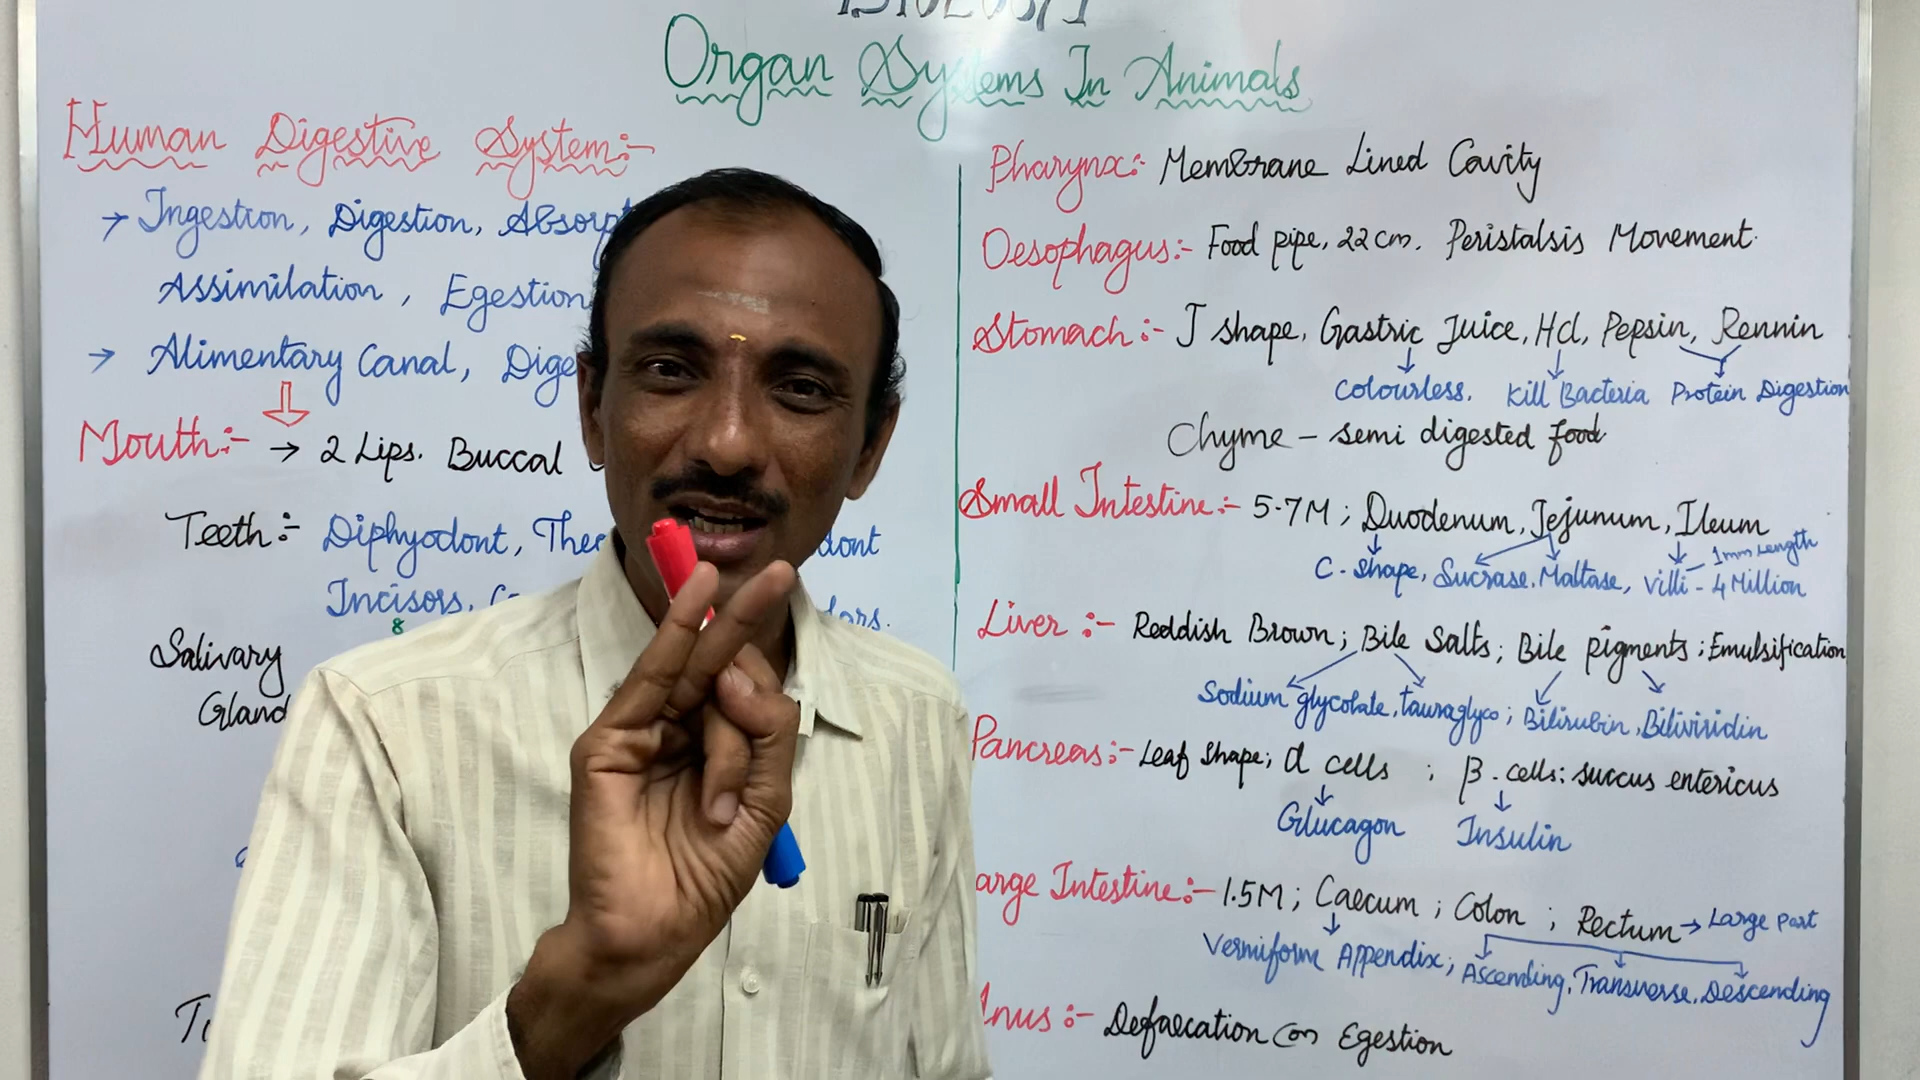 Organ Systems In Animals
Human Digestive System:-
→ Ingestion, Digestion,
Assimilation, Egestion
→ Alimentary Canal,
Mouth:- → 2 Lips. Buccal
Teeth:- Diphyodont,
Incisors,
8
Salivary
Gland
Pharynx:- Membrane Lined Cavity
Oesophagus:- Food pipe, 22 cm. Peristalsis Movement.
Stomach:- J shape, Gastric Juice, Hcl, Pepsin, Rennin
Colourless. Kill Bacteria Protein Digestion
Chyme - semi digested food.
Small Intestine:- 5-7M; Duodenum, Jejunum, Ileum
1mm Length
C-shape, Sucrase. Maltase, Villi - 4 Million
Liver:- Reddish Brown; Bile Salts; Bile pigments; Emulsification
Sodium glycolate, tauraglyco; Bilirubin, Biliviridin
Pancreas:- Leaf Shape; α cells ; β-cells: succus entericus
Glucagon Insulin
arge Intestine:- 1.5M; Caecum; Colon; Rectum → Large part
Vermiform Appendix; Ascending, Transverse, Descending
Anus:- Defaecation (or) Egestion